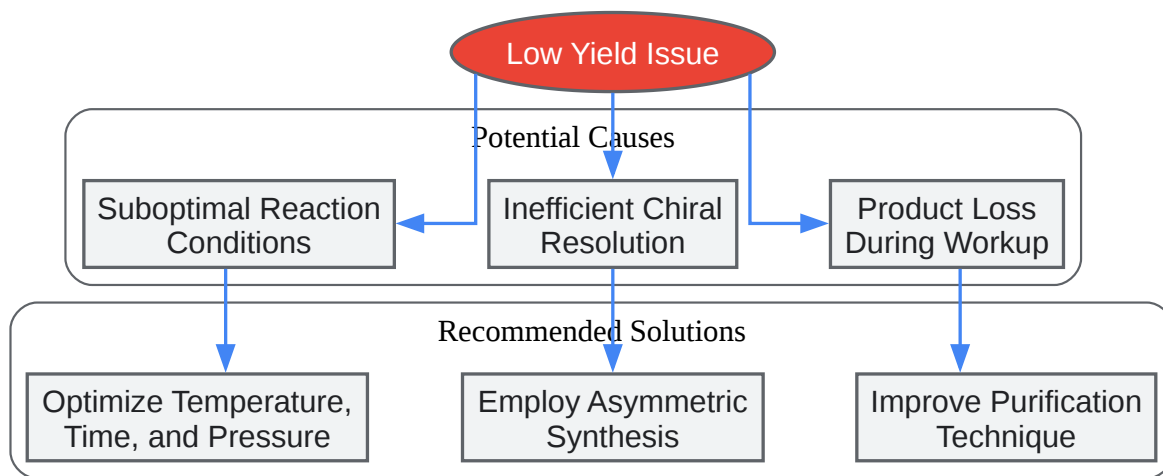 Low Yield Issue
Potential Causes
Suboptimal Reaction
Conditions
Inefficient Chiral
Resolution
Product Loss
During Workup
Recommended Solutions
Optimize Temperature,
Time, and Pressure
Employ Asymmetric
Synthesis
Improve Purification
Technique